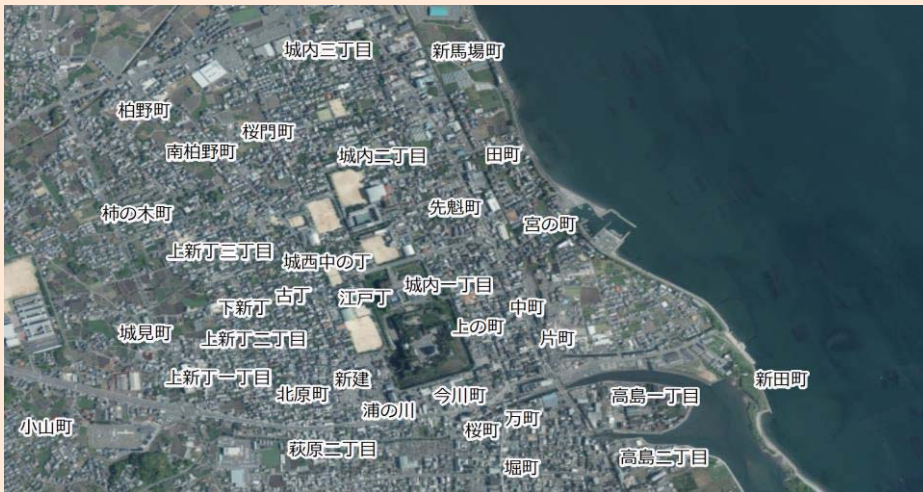 城内三丁目
新馬場町
柏野町
桜門町
南柏野町
城内二丁目
田町
先魁町
柿の木町
宮の町
上新丁三丁目
城西中の丁
城内一丁目
古丁
江戸丁
下新丁
中町
上の町
城見町
上新丁二丁目
片町
上新丁一丁目
新建
新田町
北原町
今川町
高島一丁目
浦の川
万町
小山町
桜町
萩原二丁目
高島二丁目
堀町